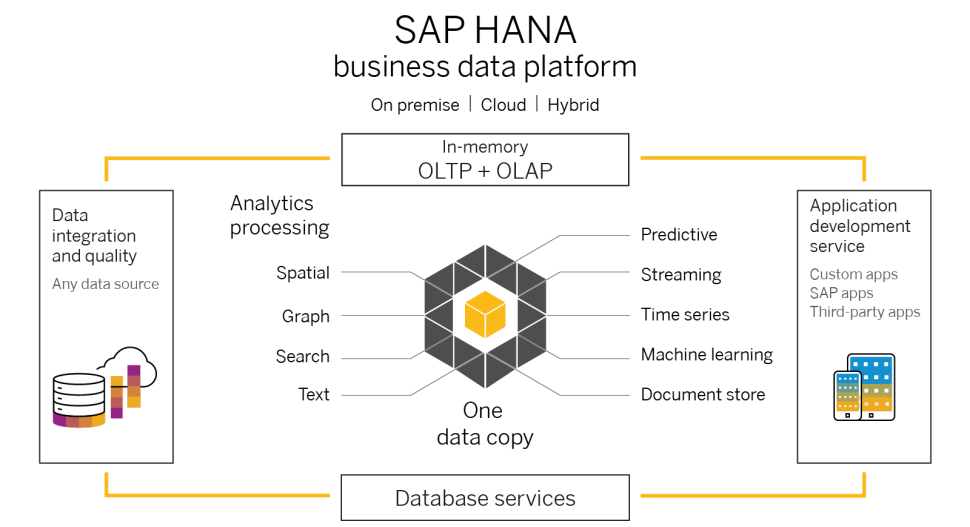 SAP HANA
business data platform
On premise | Cloud | Hybrid
In-memory
OLTP + OLAP
Data
integration
and quality
Any data source
Analytics
processing
Spatial
Graph
Search
Text
Predictive
Streaming
Time series
Machine learning
Document store
One
data copy
Application
development
service
Custom apps
SAP apps
Third-party apps
Database services